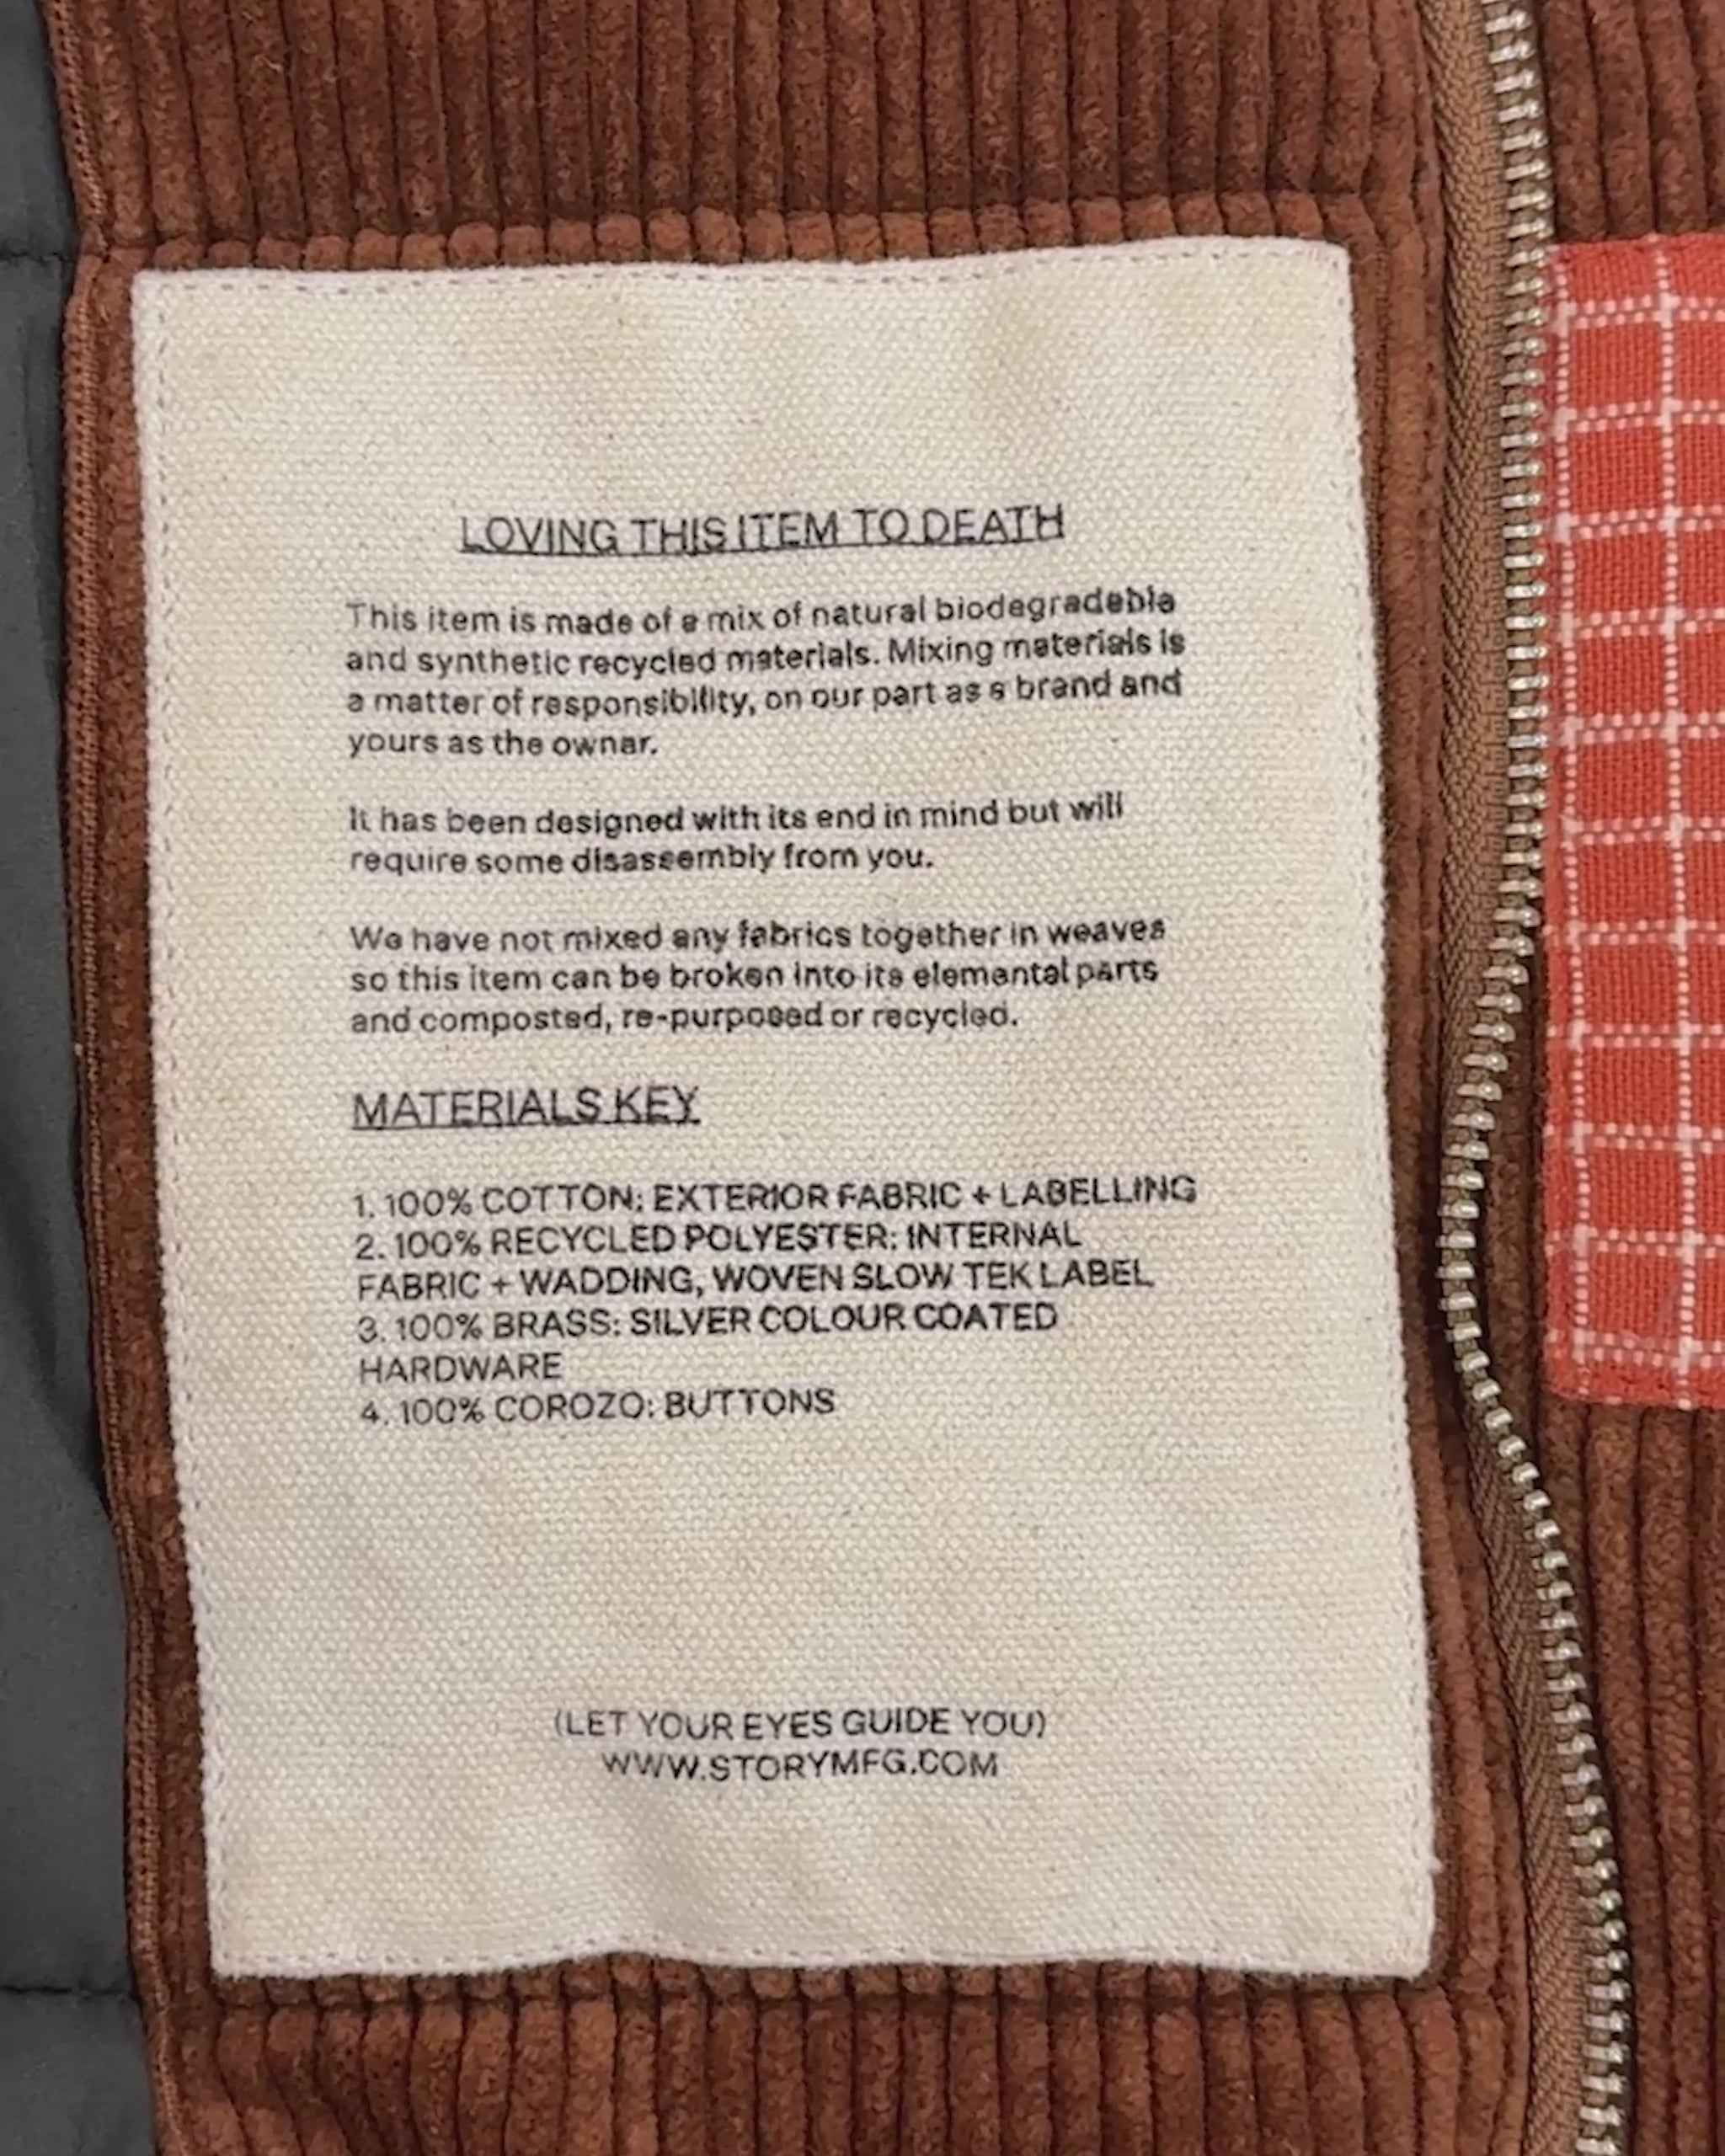 LOVING THIS ITEM TO DEATH
This item is made of a mix of natural biodegradable
and synthetic recycled materials. Mixing materials is
a matter of responsibility, on our part as a brand and
yours as the owner.
It has been designed with its end in mind but will
require some disassembly from you.
We have not mixed any fabrics together in weaves
so this item can be broken into its elemental parts
and composted, re-purposed or recycled.
MATERIALS KEY
1. 100% COTTON: EXTERIOR FABRIC + LABELLING
2. 100% RECYCLED POLYESTER: INTERNAL
FABRIC + WADDING, WOVEN SLOW TEK LABEL
3. 100% BRASS: SILVER COLOUR COATED
HARDWARE
4. 100% COROZO: BUTTONS
(LET YOUR EYES GUIDE YOU)
WWW.STORYMFG.COM